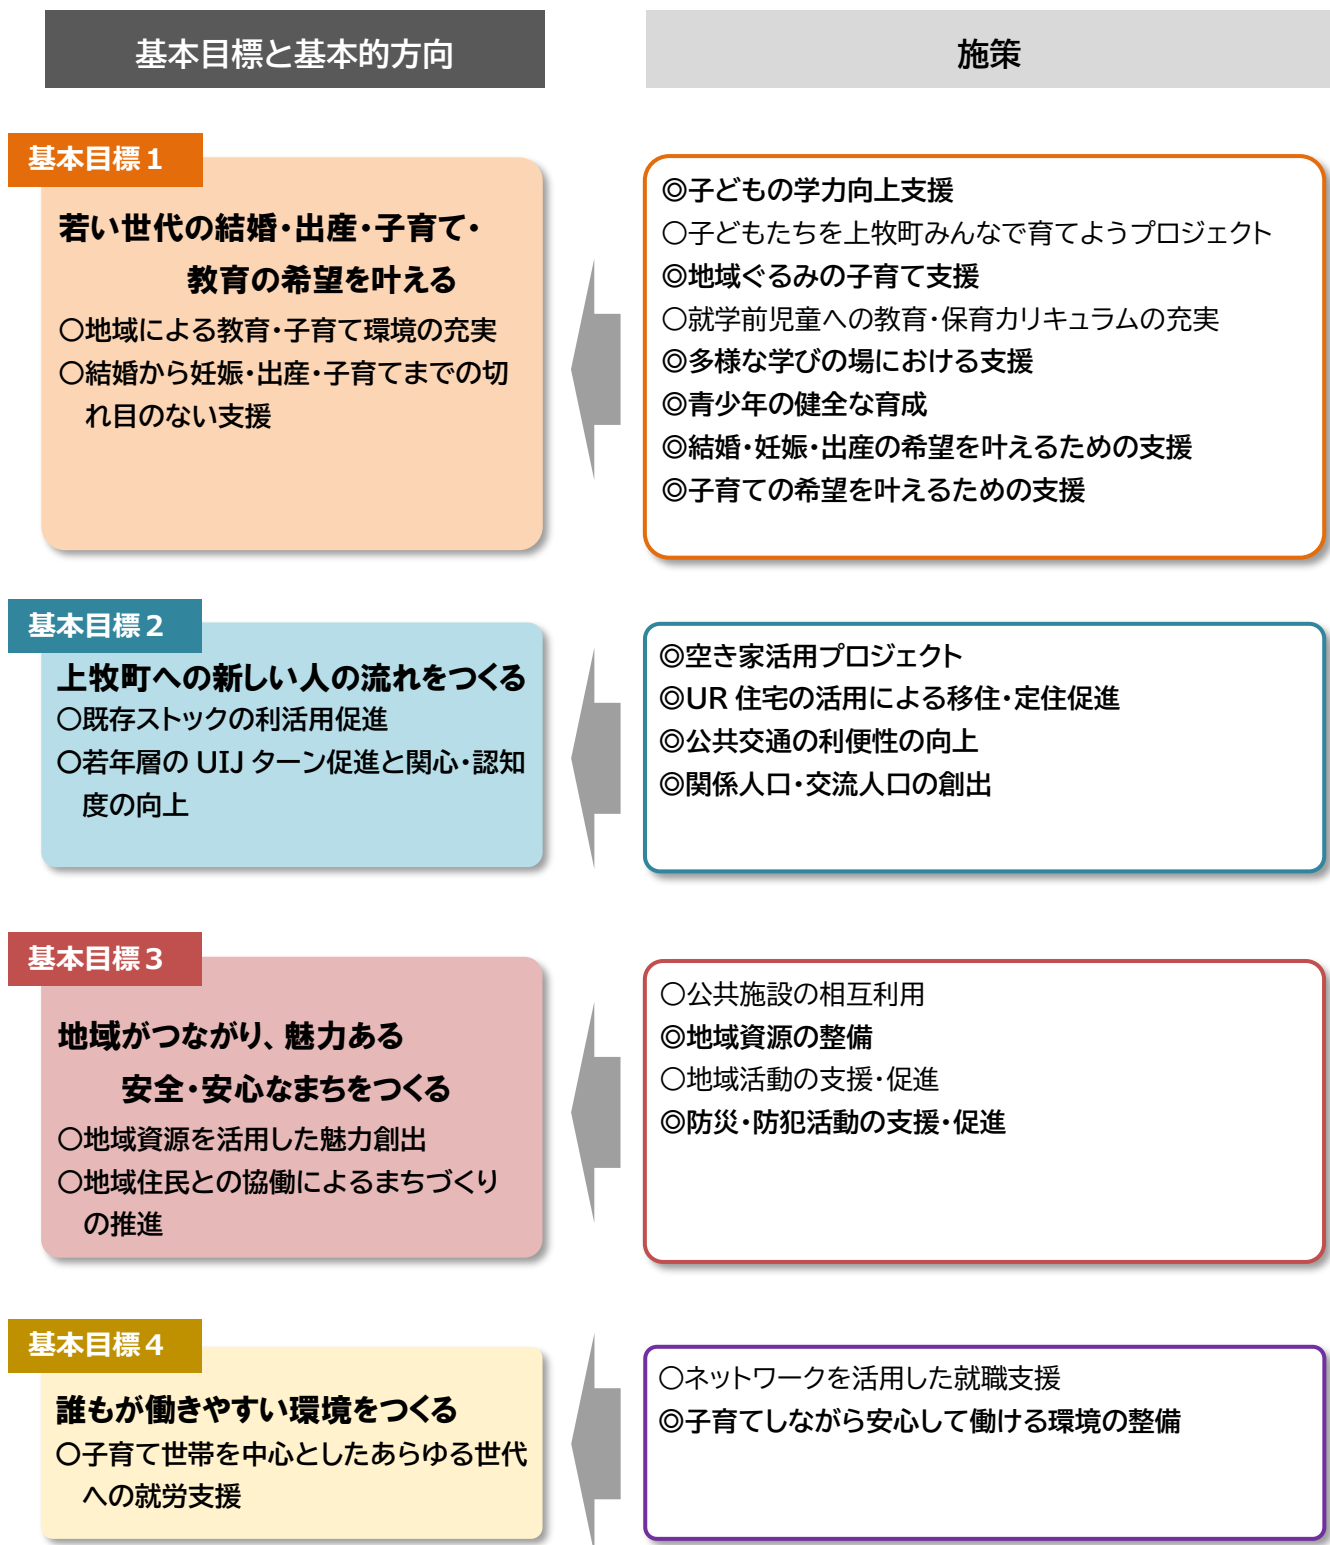 基本目標と基本的方向
施策
基本目標1
若い世代の結婚・出産・子育て・
教育の希望を叶える
○地域による教育・子育て環境の充実
○結婚から妊娠・出産・子育てまでの切
れ目のない支援
◎子どもの学力向上支援
○子どもたちを上牧町みんなで育てようプロジェクト
◎地域ぐるみの子育て支援
○就学前児童への教育・保育カリキュラムの充実
◎多様な学びの場における支援
◎青少年の健全な育成
◎結婚・妊娠・出産の希望を叶えるための支援
◎子育ての希望を叶えるための支援
基本目標2
上牧町への新しい人の流れをつくる
○既存ストックの利活用促進
○若年層の UIJ ターン促進と関心・認知
度の向上
◎空き家活用プロジェクト
◎UR 住宅の活用による移住・定住促進
◎公共交通の利便性の向上
◎関係人口・交流人口の創出
基本目標3
地域がつながり、魅力ある
安全・安心なまちをつくる
○地域資源を活用した魅力創出
○地域住民との協働によるまちづくり
の推進
○公共施設の相互利用
◎地域資源の整備
○地域活動の支援・促進
◎防災・防犯活動の支援・促進
基本目標4
誰もが働きやすい環境をつくる
○子育て世帯を中心としたあらゆる世代
への就労支援
○ネットワークを活用した就職支援
◎子育てしながら安心して働ける環境の整備